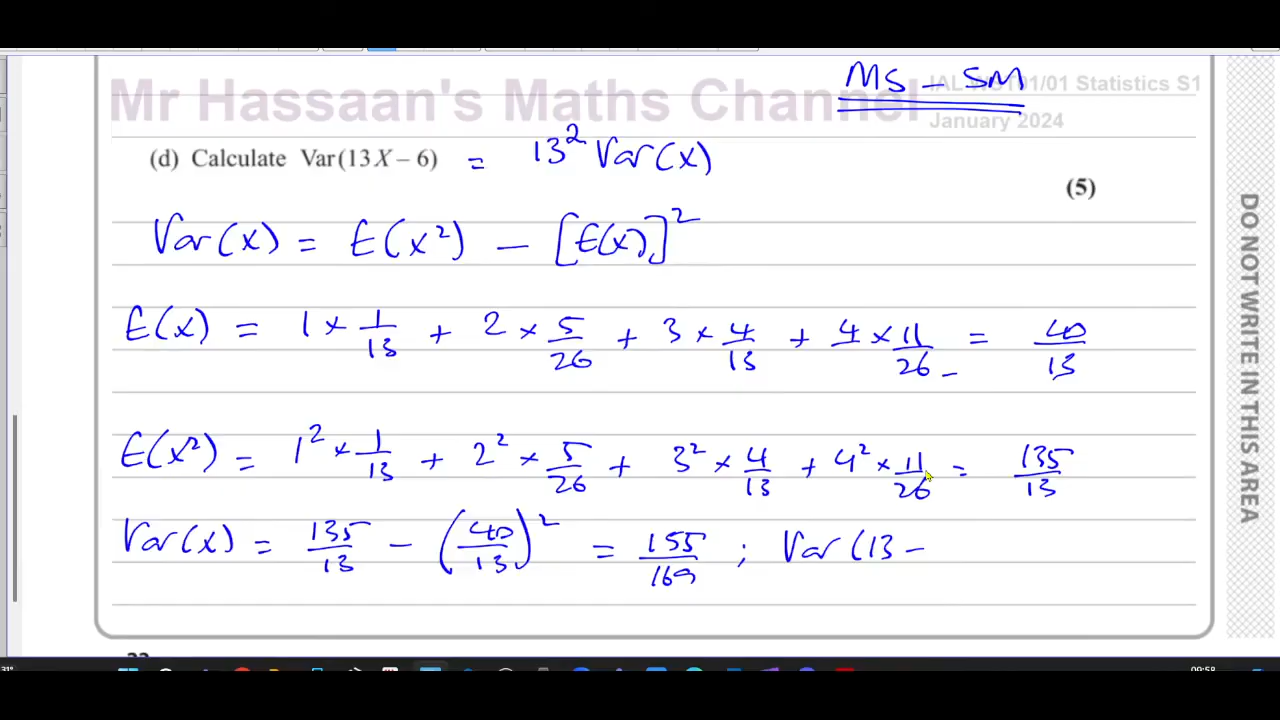 MS - SM
Mr Hassaan's Maths Channel
01/01 Statistics S1
January 2024
(d) Calculate Var(13X – 6) = 13² Var(X)
(5)
Var(X) = E(X²) - [E(X)]²
E(X) = 1 × 1/13 + 2 × 5/26 + 3 × 4/13 + 4 × 11/26 = 40/13
E(X²) = 1² × 1/13 + 2² × 5/26 + 3² × 4/13 + 4² × 11/26 = 135/13
Var(X) = 135/13 - (40/13)² = 155/169 ; Var(13 -
DO NOT WRITE IN THIS AREA
09:58